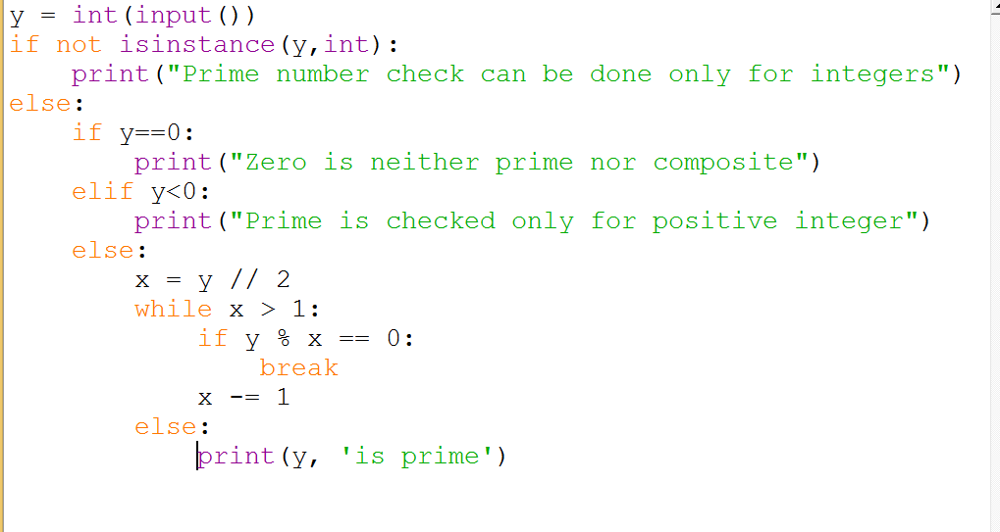 y = int(input())
if not isinstance(y,int):
    print("Prime number check can be done only for integers")
else:
    if y==0:
        print("Zero is neither prime nor composite")
    elif y<0:
        print("Prime is checked only for positive integer")
    else:
        x = y // 2
        while x > 1:
            if y % x == 0:
                break
            x -= 1
        else:
            print(y, 'is prime')